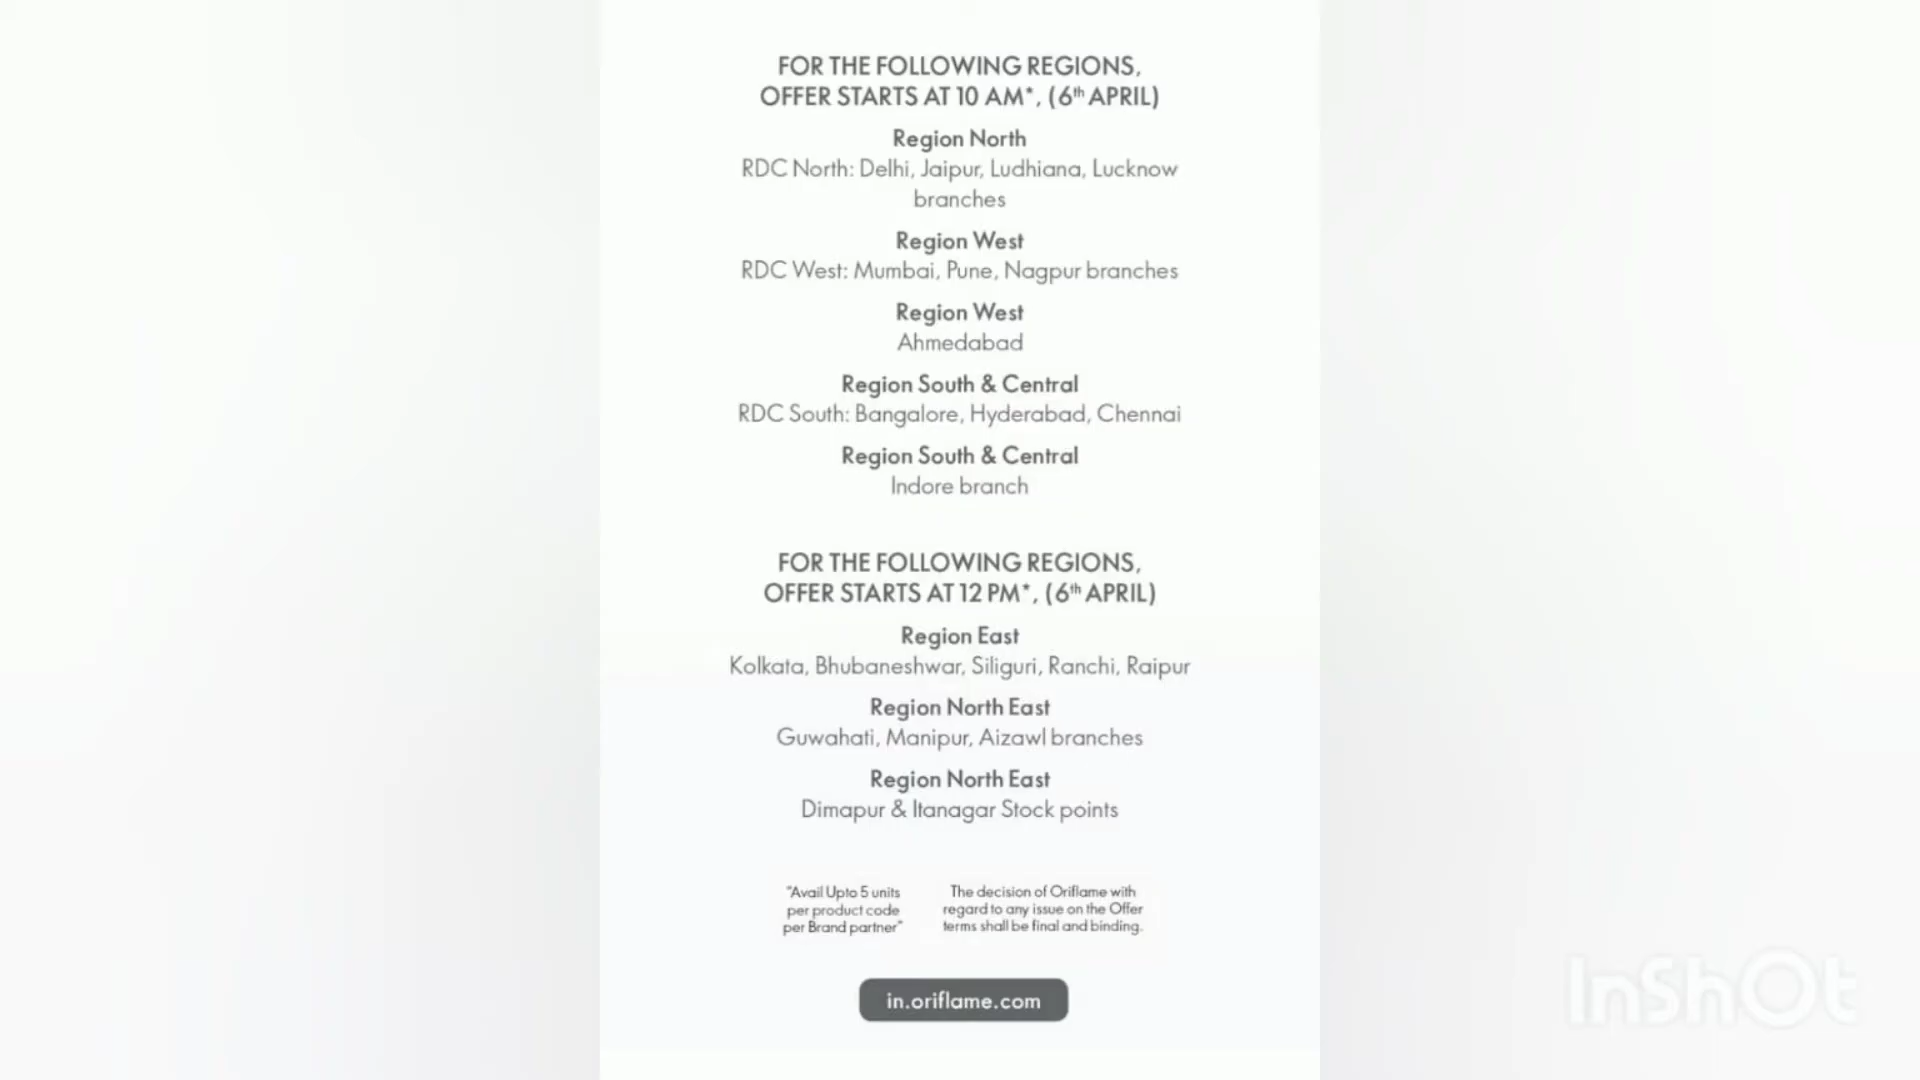 FOR THE FOLLOWING REGIONS,
OFFER STARTS AT 10 AM*, (6th APRIL)
Region North
RDC North: Delhi, Jaipur, Ludhiana, Lucknow
branches
Region West
RDC West: Mumbai, Pune, Nagpur branches
Region West
Ahmedabad
Region South & Central
RDC South: Bangalore, Hyderabad, Chennai
Region South & Central
Indore branch
FOR THE FOLLOWING REGIONS,
OFFER STARTS AT 12 PM*, (6th APRIL)
Region East
Kolkata, Bhubaneshwar, Siliguri, Ranchi, Raipur
Region North East
Guwahati, Manipur, Aizawl branches
Region North East
Dimapur & Itanagar Stock points
"Avail Upto 5 units
per product code
per Brand partner"
The decision of Oriflame with
regard to any issue on the Offer
terms shall be final and binding.
in.oriflame.com
InShOt